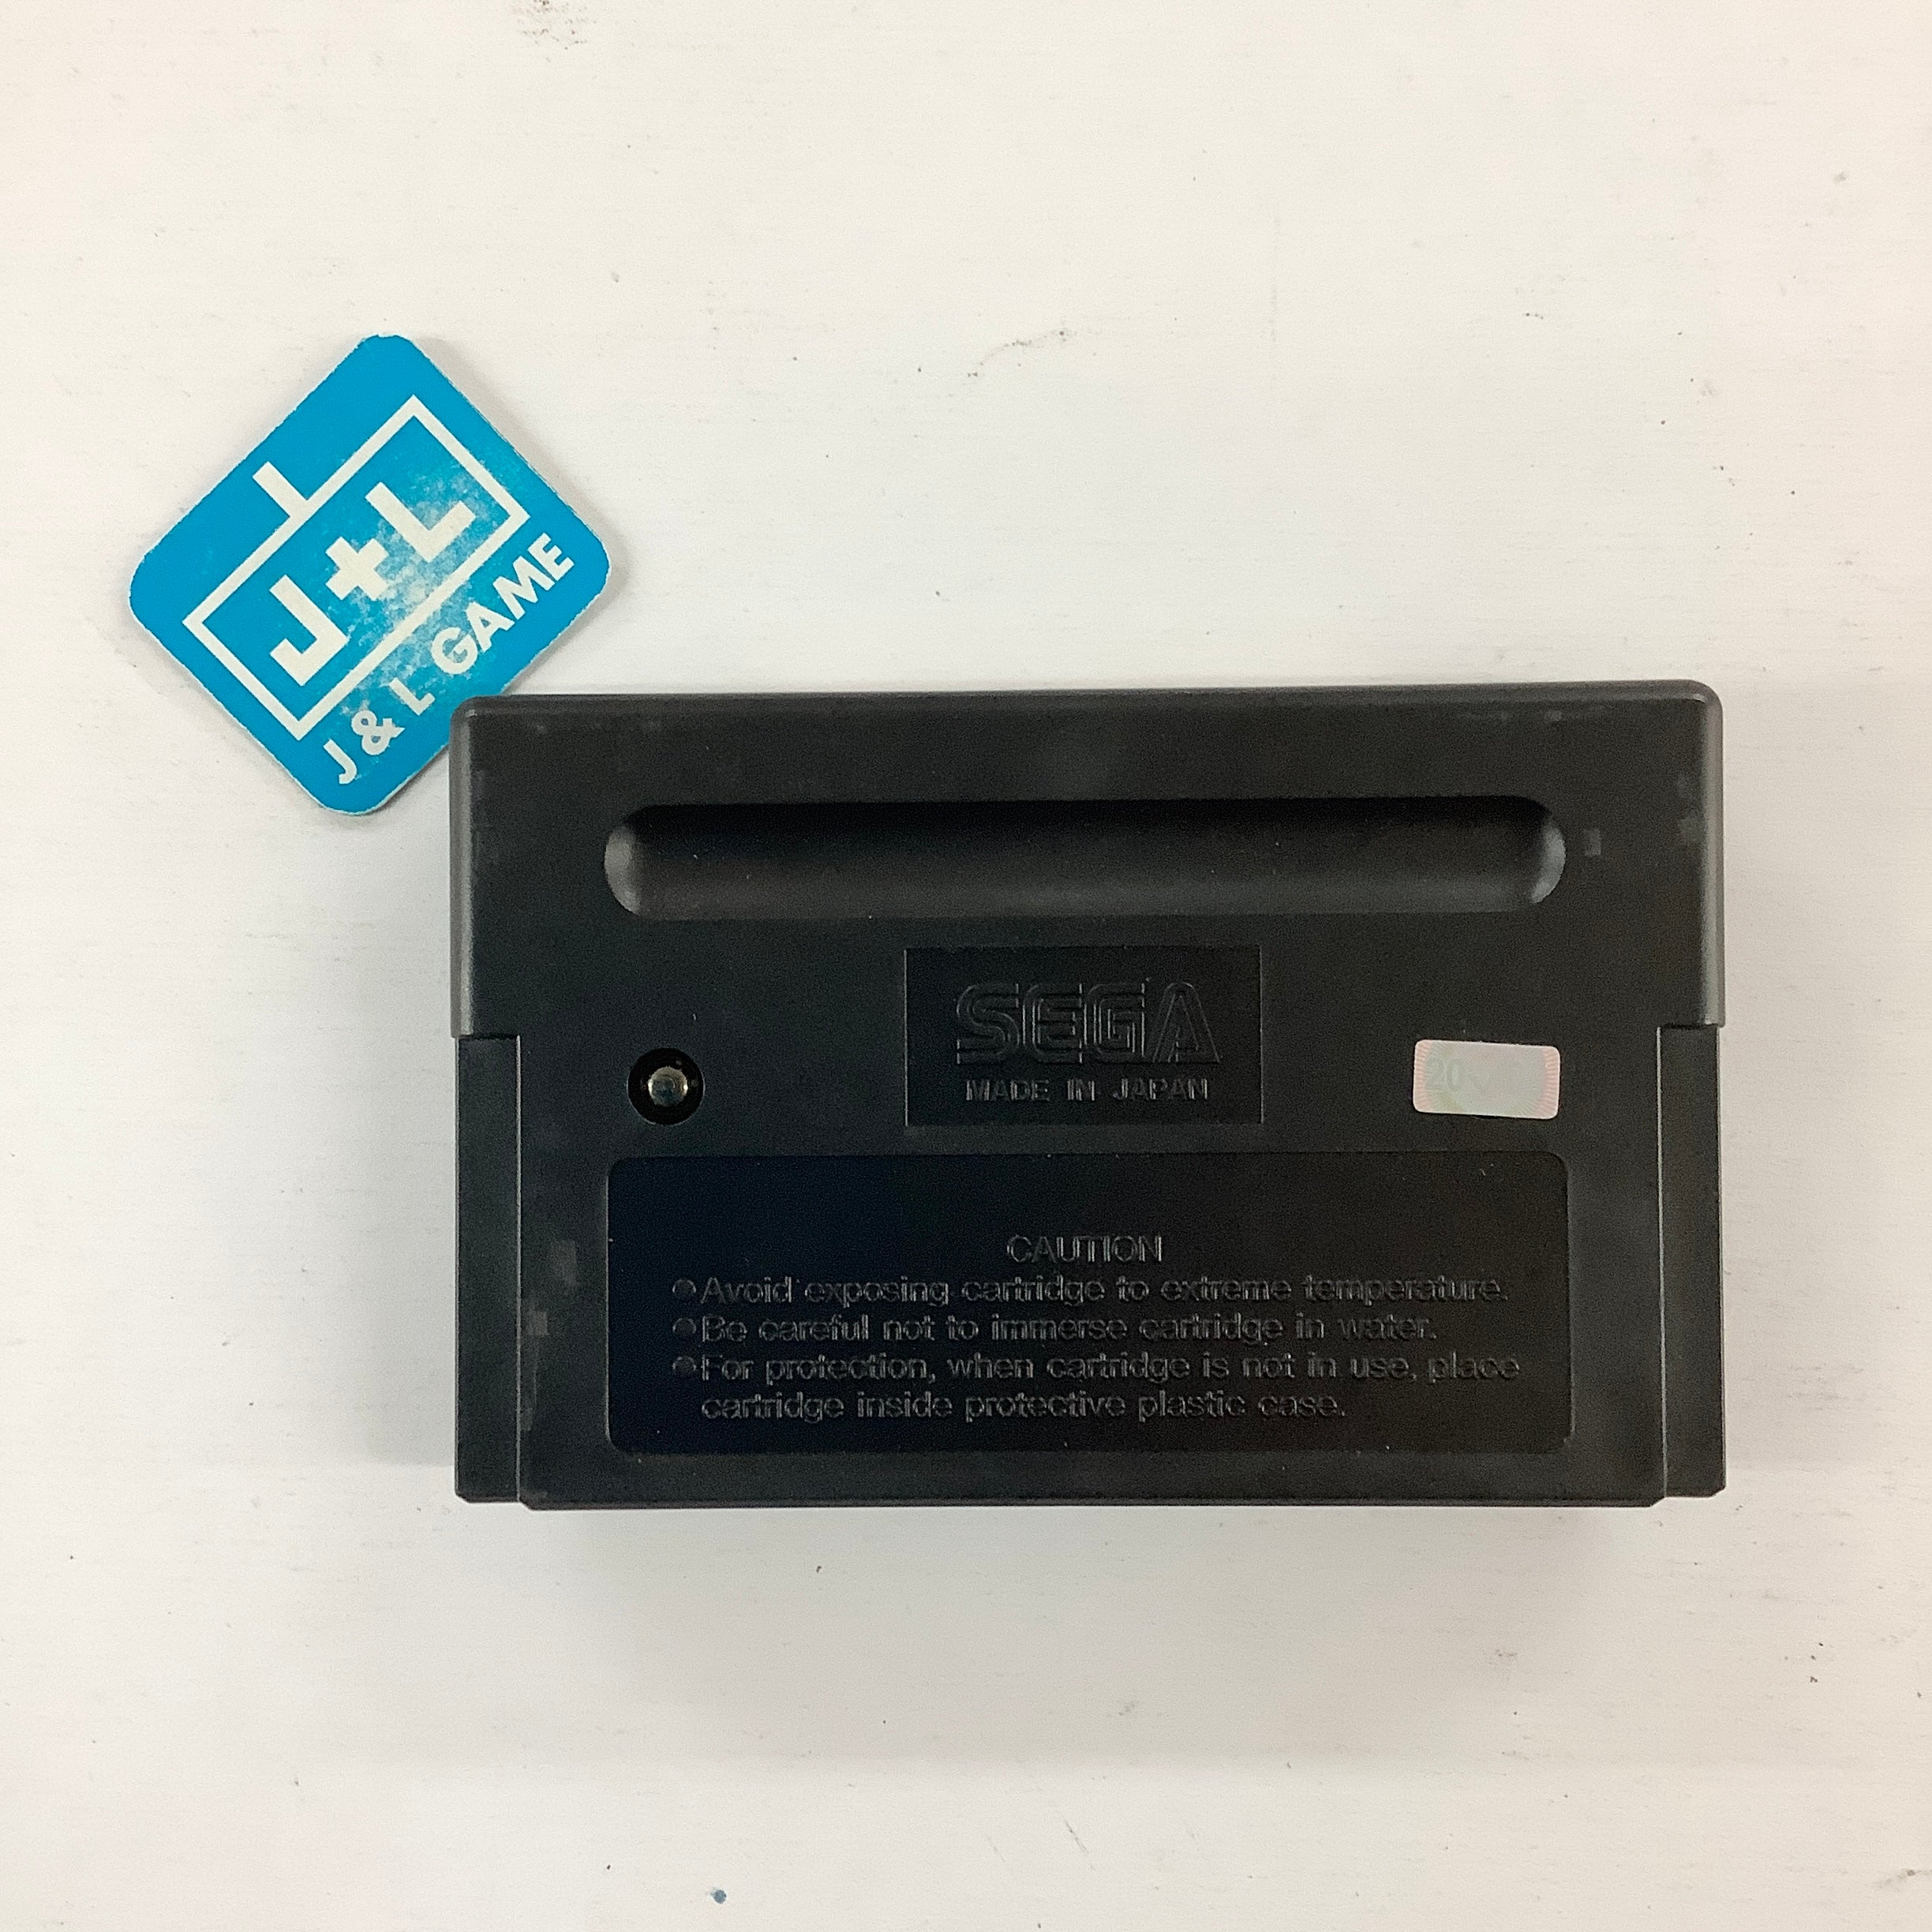 J+L
J & L GAME
SEGA
MADE IN JAPAN
20
CAUTION
●Avoid exposing cartridge to extreme temperature.
●Be careful not to immerse cartridge in water.
●For protection, when cartridge is not in use, place
cartridge inside protective plastic case.